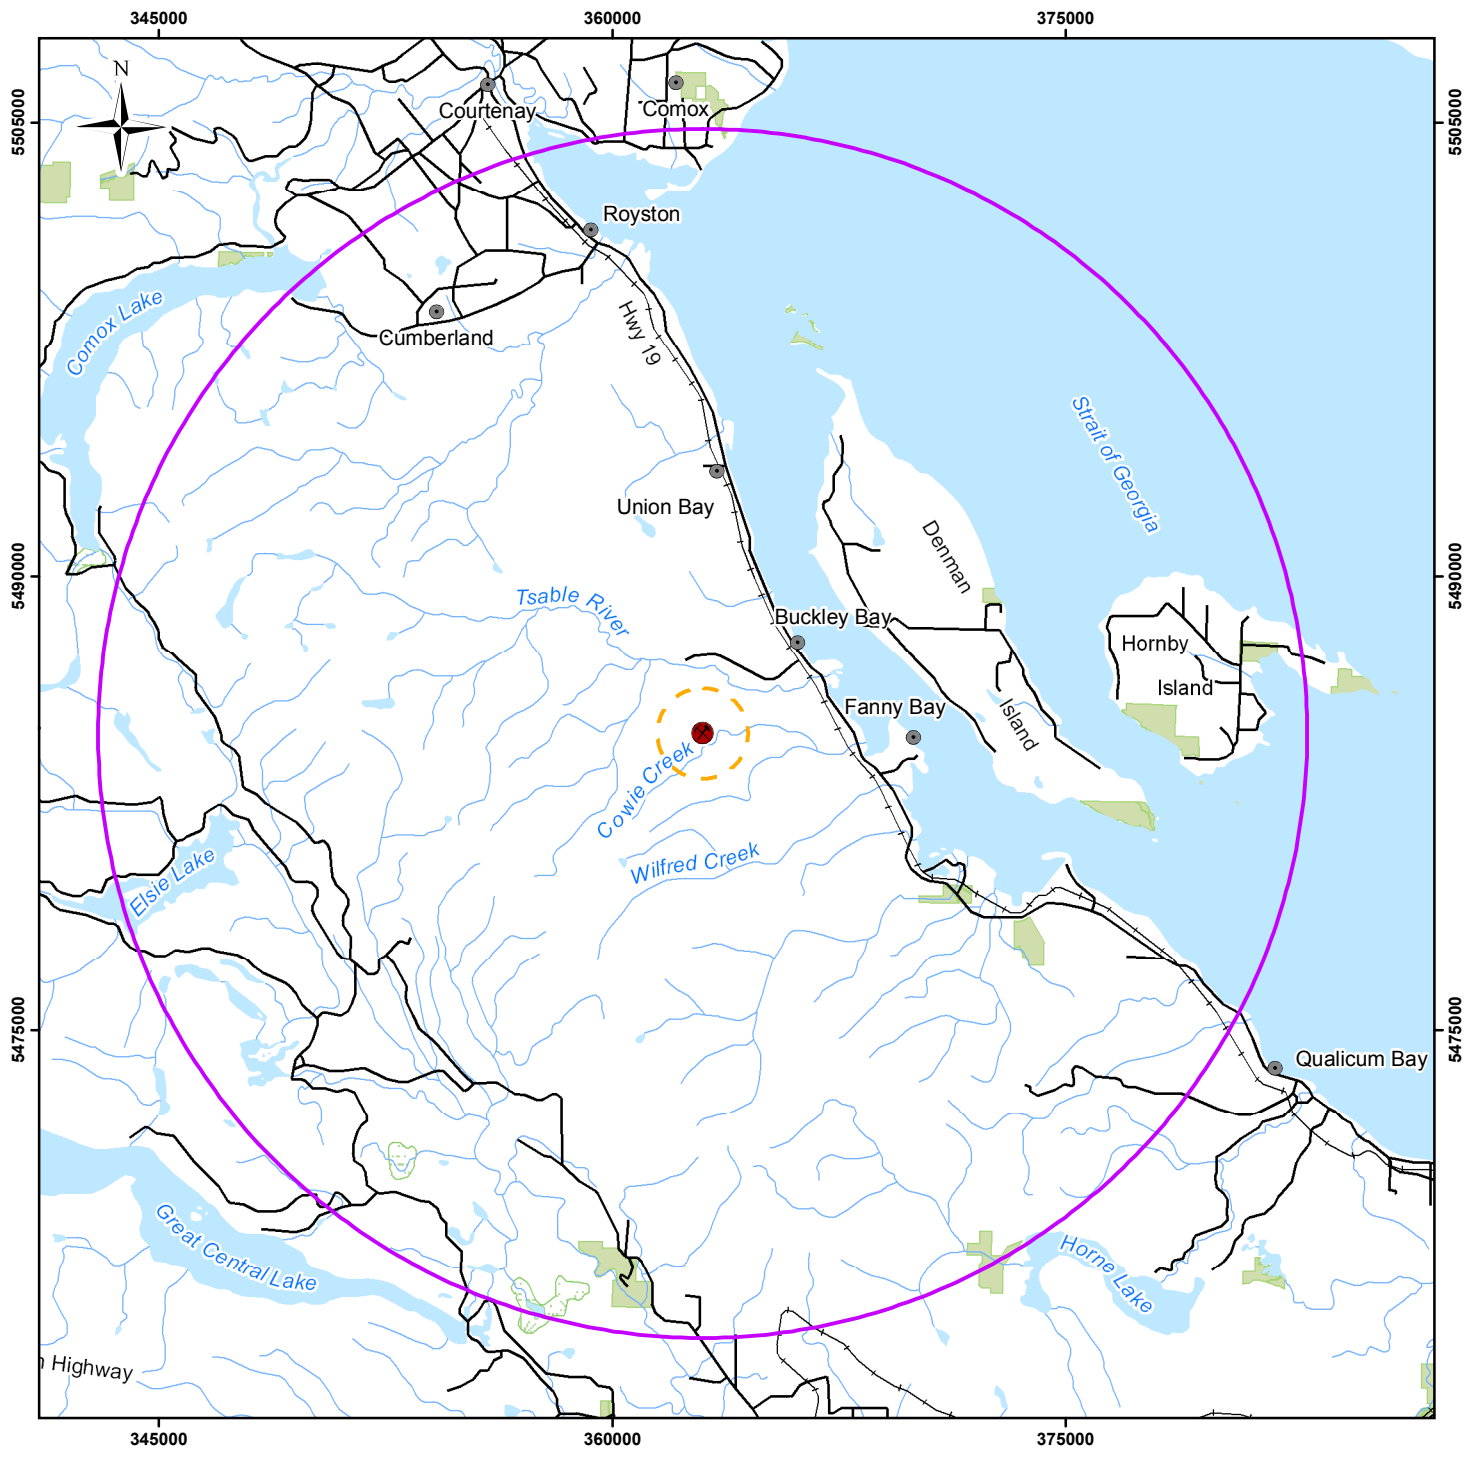 345000
360000
375000
5505000
5505000
N
Courtenay
Comox
Royston
Comox Lake
Hwy 19
Cumberland
Strait of Georgia
Union Bay
Denman
Island
5490000
5490000
Tsable River
Buckley Bay
Hornby
Island
Fanny Bay
Cowie Creek
Wilfred Creek
Elsie Lake
5475000
5475000
Qualicum Bay
Great Central Lake
Horne Lake
n Highway
345000
360000
375000